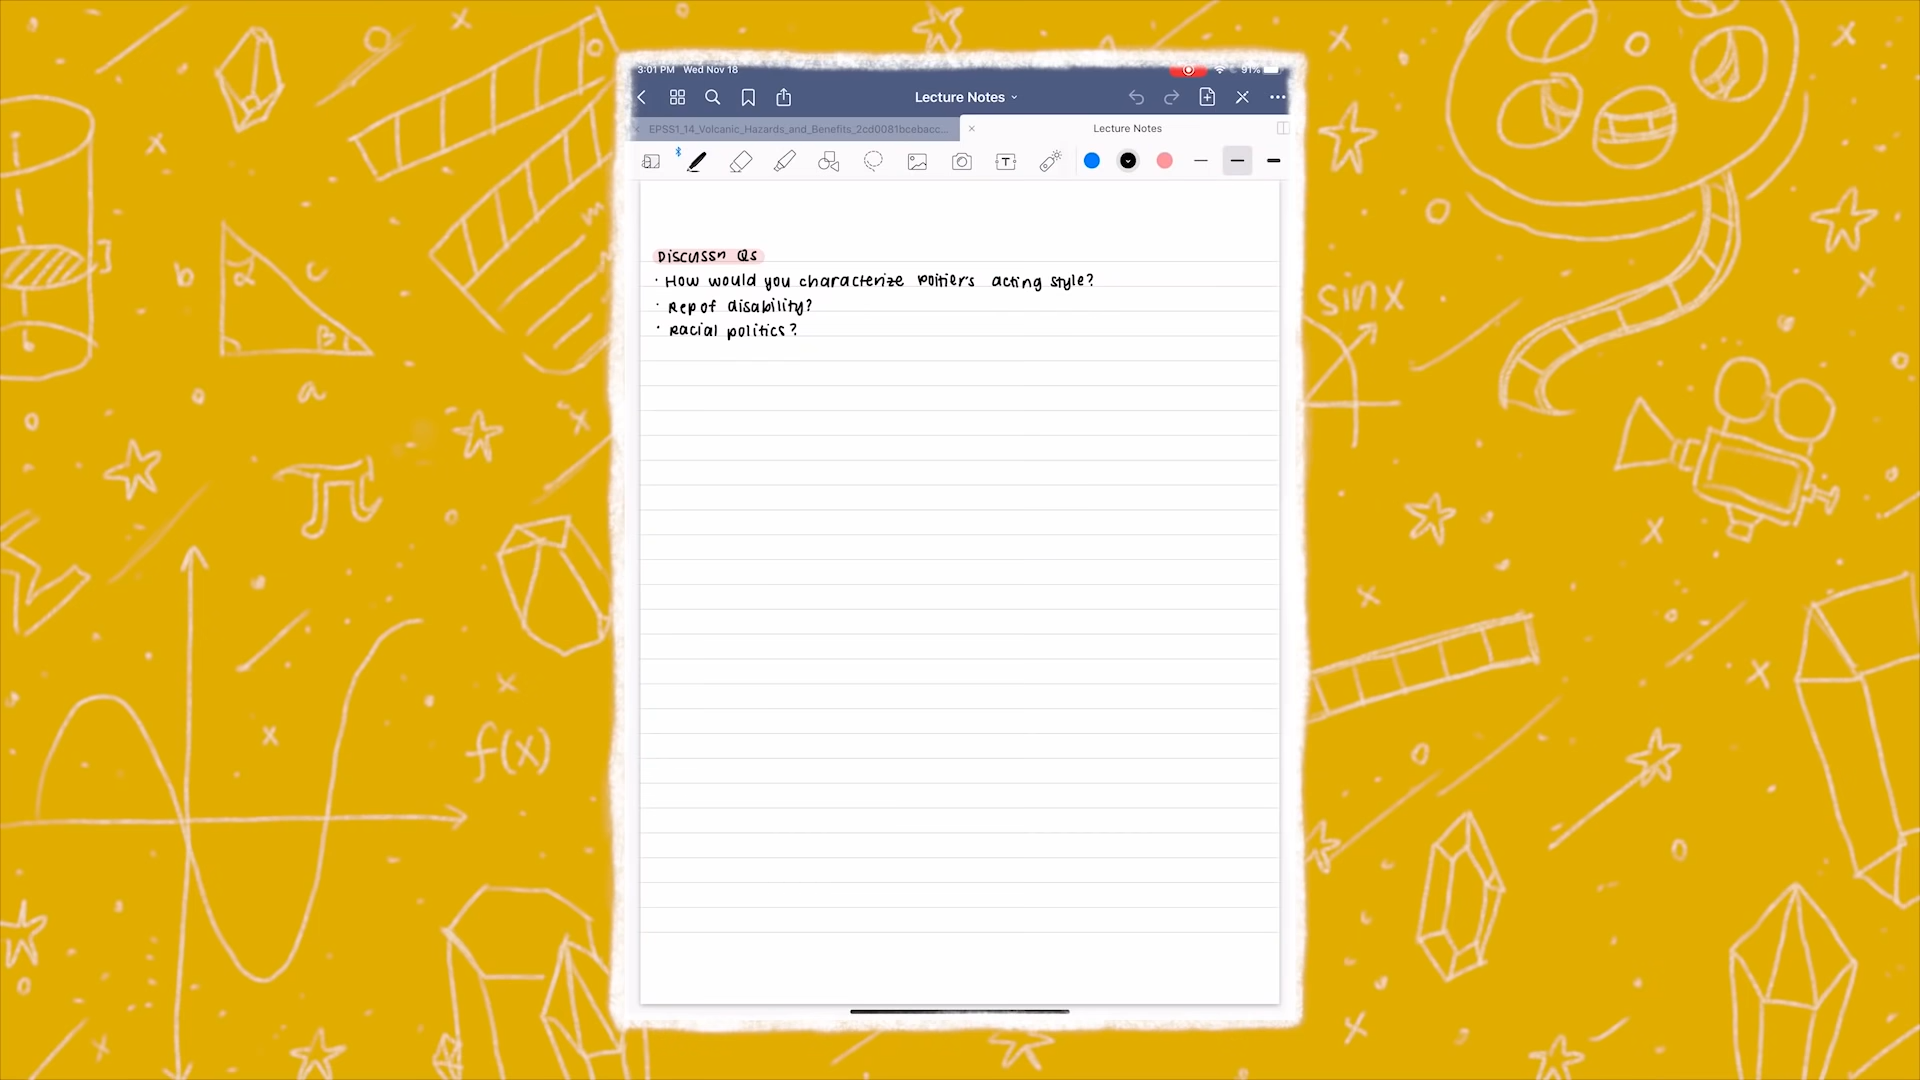 3:01 PM Wed Nov 18 91%
Lecture Notes
EPSS1_14_Volcanic_Hazards_and_Benefits_2cd0081bcebacc... Lecture Notes
Discussn Qs
· How would you characterize Poitier's acting style?
· Rep of disability?
· Racial politics?
b c a
α
β
π
f(x)
sinx